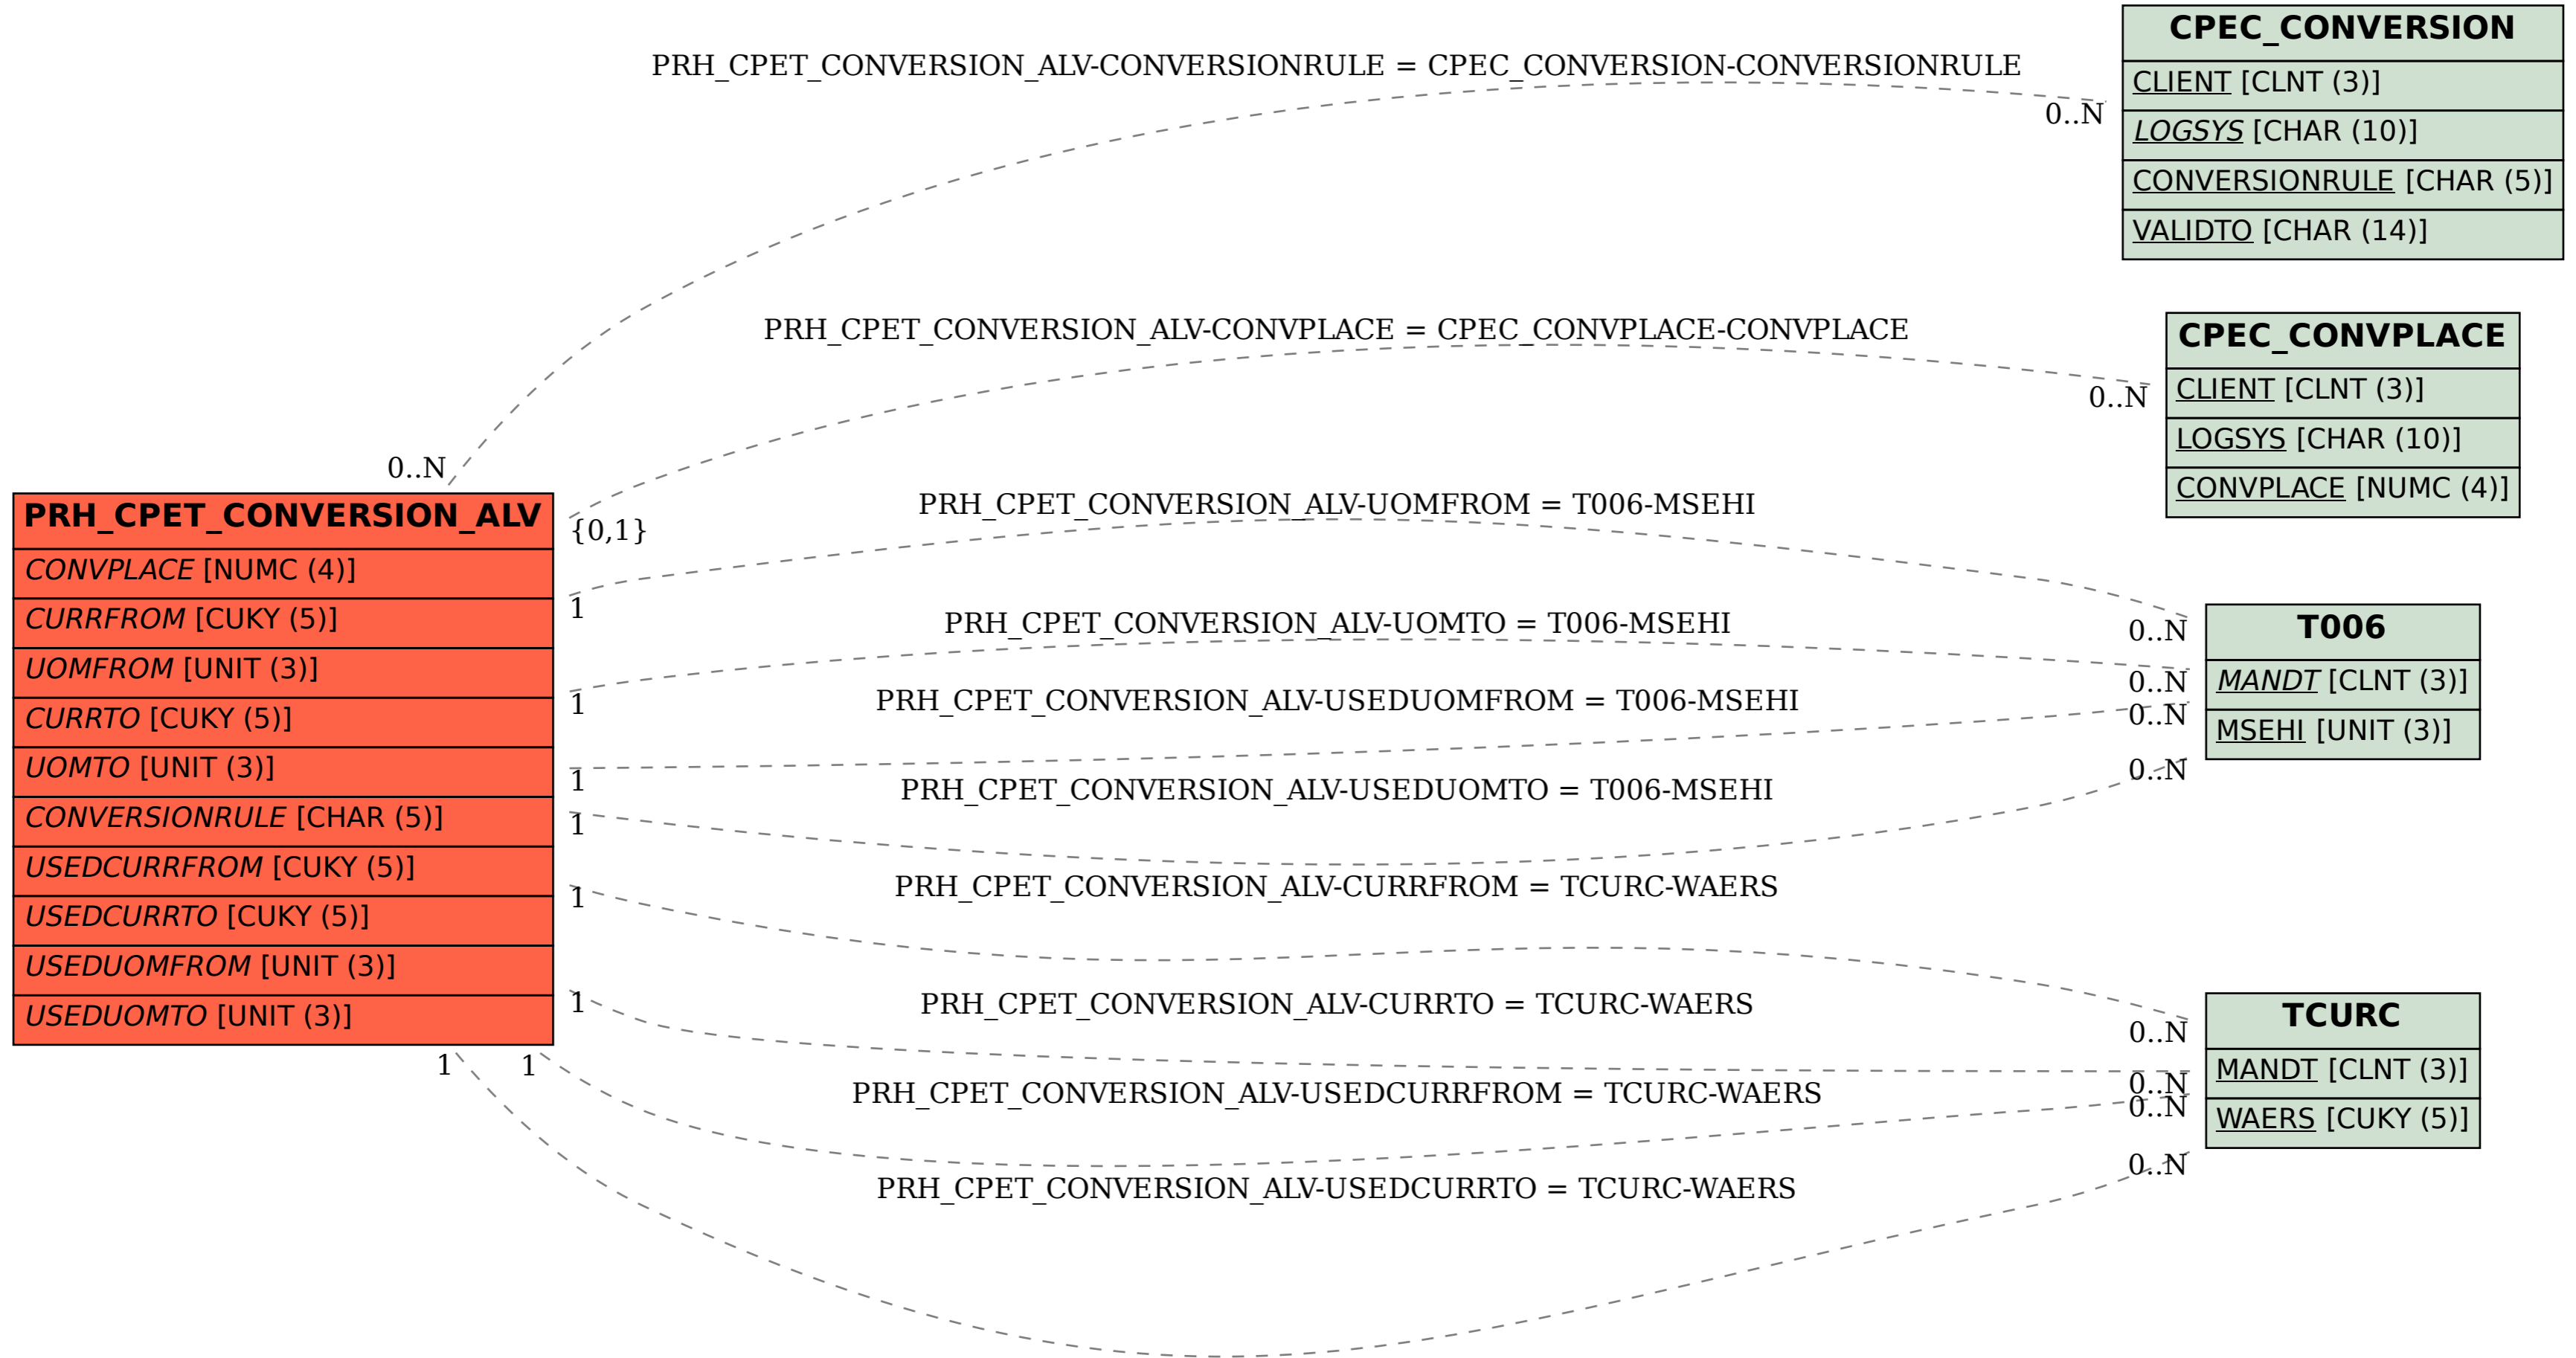 CPEC_CONVERSION
CLIENT [CLNT (3)]
LOGSYS [CHAR (10)]
CONVERSIONRULE [CHAR (5)]
VALIDTO [CHAR (14)]
PRH_CPET_CONVERSION_ALV-CONVERSIONRULE = CPEC_CONVERSION-CONVERSIONRULE
0..N
0..N
CPEC_CONVPLACE
CLIENT [CLNT (3)]
LOGSYS [CHAR (10)]
CONVPLACE [NUMC (4)]
PRH_CPET_CONVERSION_ALV-CONVPLACE = CPEC_CONVPLACE-CONVPLACE
0..N
{0,1}
PRH_CPET_CONVERSION_ALV
CONVPLACE [NUMC (4)]
CURRFROM [CUKY (5)]
UOMFROM [UNIT (3)]
CURRTO [CUKY (5)]
UOMTO [UNIT (3)]
CONVERSIONRULE [CHAR (5)]
USEDCURRFROM [CUKY (5)]
USEDCURRTO [CUKY (5)]
USEDUOMFROM [UNIT (3)]
USEDUOMTO [UNIT (3)]
PRH_CPET_CONVERSION_ALV-UOMFROM = T006-MSEHI
1
0..N
PRH_CPET_CONVERSION_ALV-UOMTO = T006-MSEHI
1
0..N
PRH_CPET_CONVERSION_ALV-USEDUOMFROM = T006-MSEHI
1
0..N
PRH_CPET_CONVERSION_ALV-USEDUOMTO = T006-MSEHI
1
0..N
T006
MANDT [CLNT (3)]
MSEHI [UNIT (3)]
PRH_CPET_CONVERSION_ALV-CURRFROM = TCURC-WAERS
1
0..N
PRH_CPET_CONVERSION_ALV-CURRTO = TCURC-WAERS
1
0..N
PRH_CPET_CONVERSION_ALV-USEDCURRFROM = TCURC-WAERS
1
0..N
PRH_CPET_CONVERSION_ALV-USEDCURRTO = TCURC-WAERS
1
0..N
TCURC
MANDT [CLNT (3)]
WAERS [CUKY (5)]